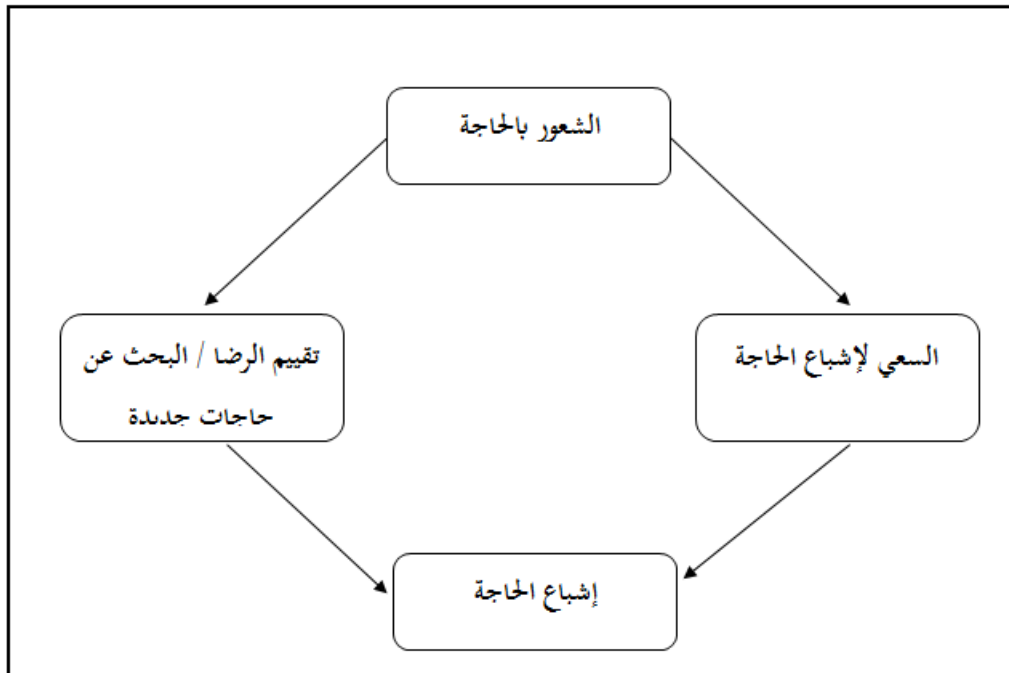 الشعور بالحاجة
السعي لإشباع الحاجة
تقييم الرضا / البحث عن
حاجات جديدة
إشباع الحاجة